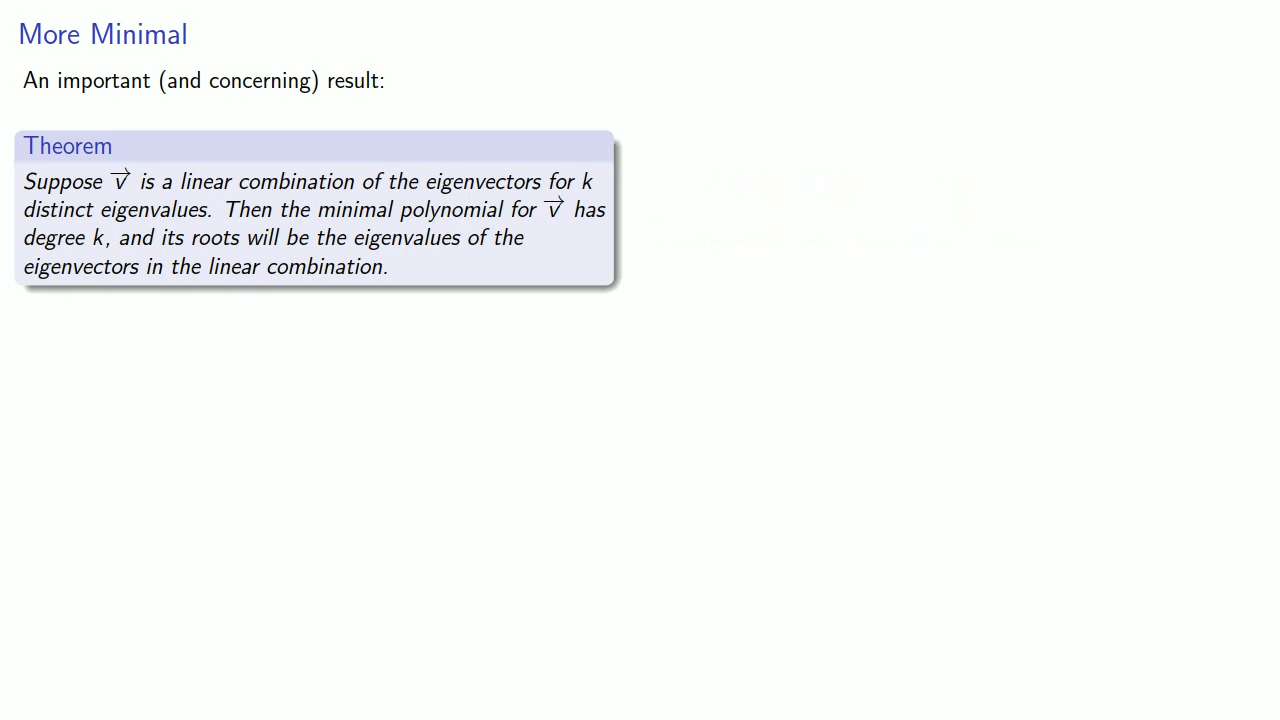 More Minimal
An important (and concerning) result:
Theorem
Suppose v⃗ is a linear combination of the eigenvectors for k
distinct eigenvalues. Then the minimal polynomial for v⃗ has
degree k, and its roots will be the eigenvalues of the
eigenvectors in the linear combination.